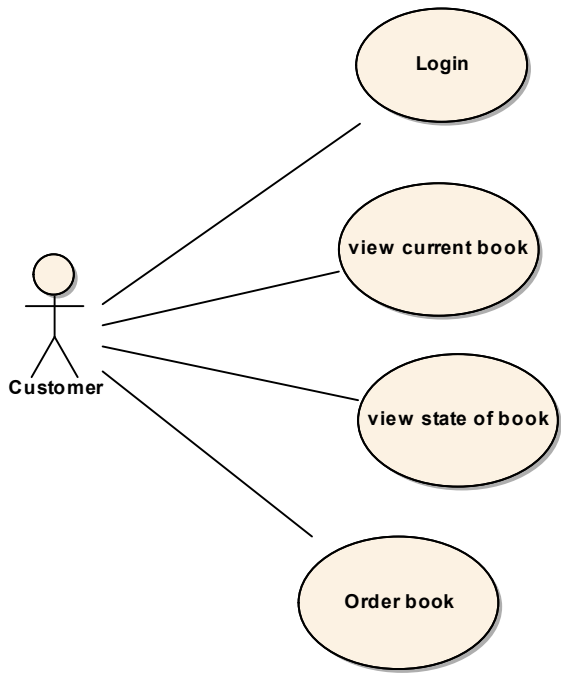 Login
view current book
view state of book
Customer
Order book